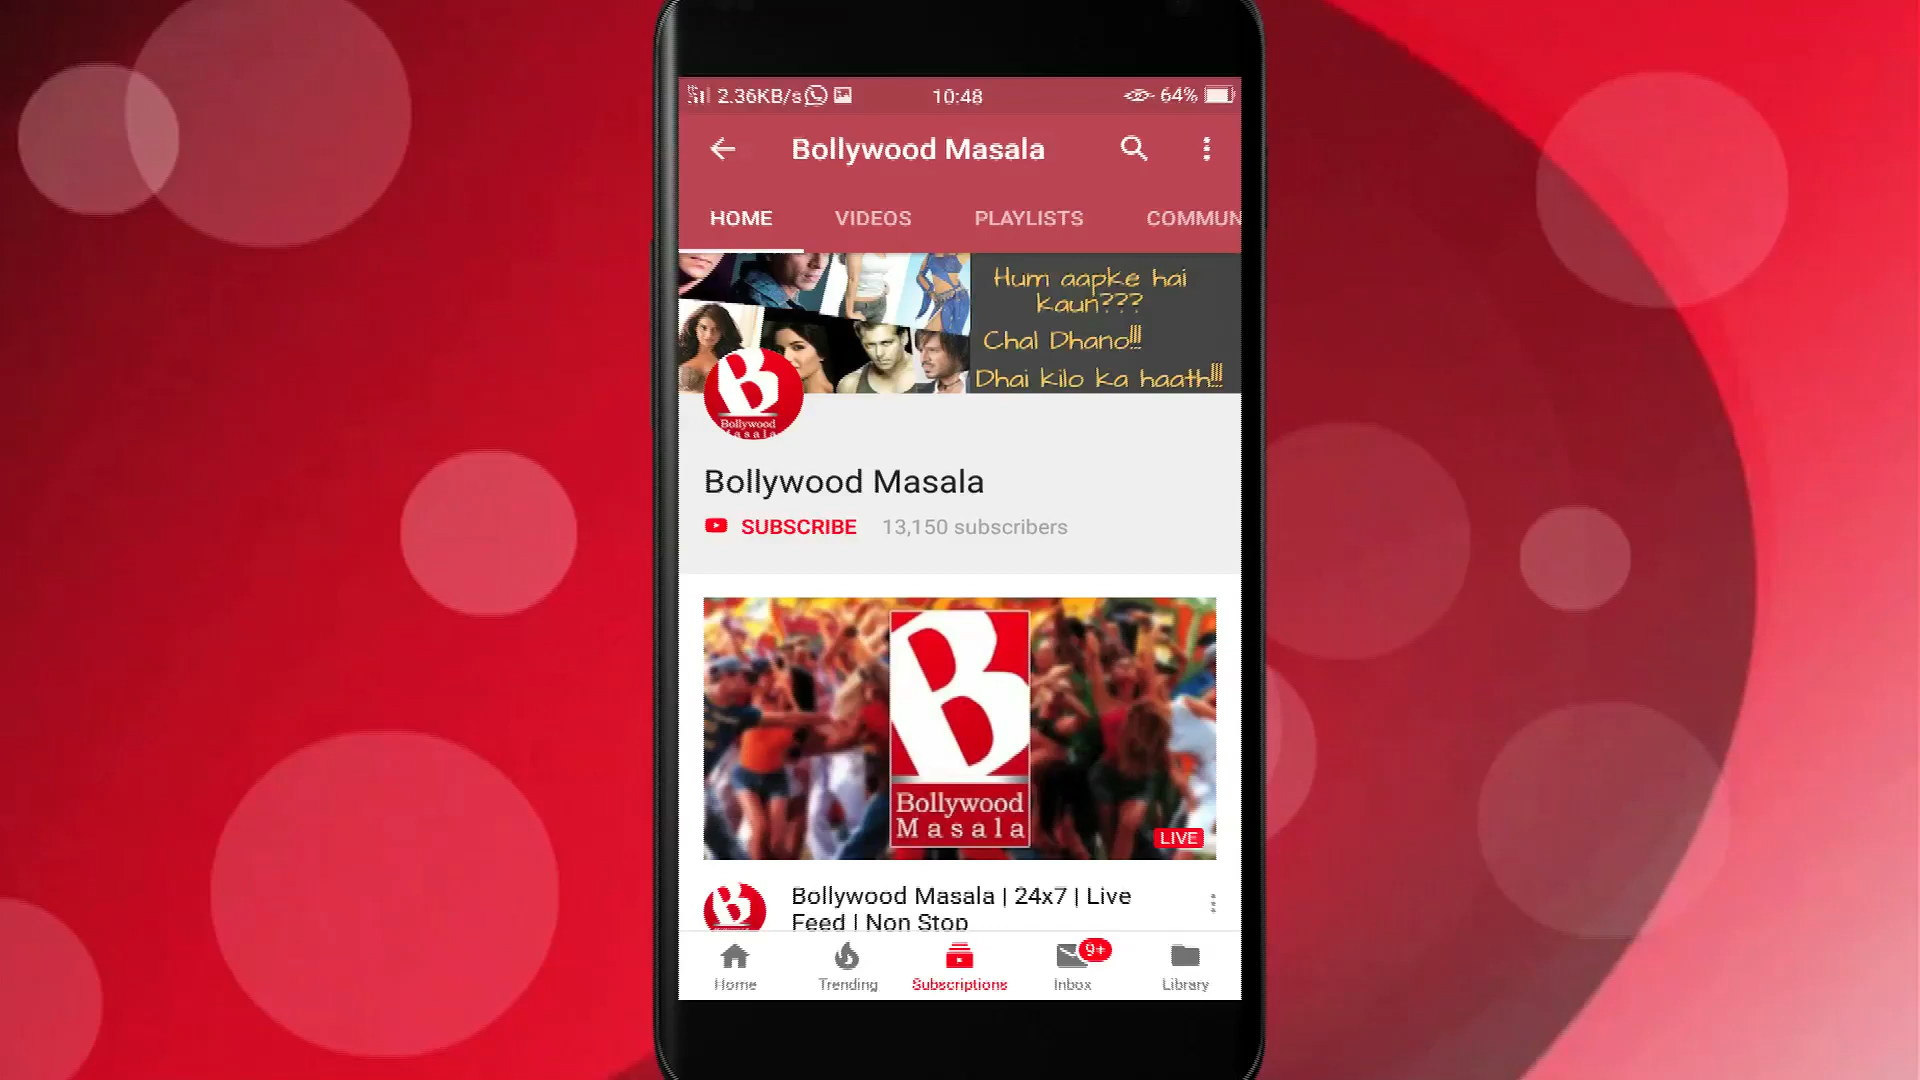 2.36KB/s 10:48 64%
Bollywood Masala
HOME VIDEOS PLAYLISTS COMMUN
Hum aapke hai
kaun???
Chal Dhano!!!
Dhai kilo ka haath!!!
B
Bollywood
Masala
Bollywood Masala
SUBSCRIBE 13,150 subscribers
B
Bollywood
Masala
LIVE
B
Bollywood Masala | 24x7 | Live
Feed | Non Stop
9+
Home Trending Subscriptions Inbox Library